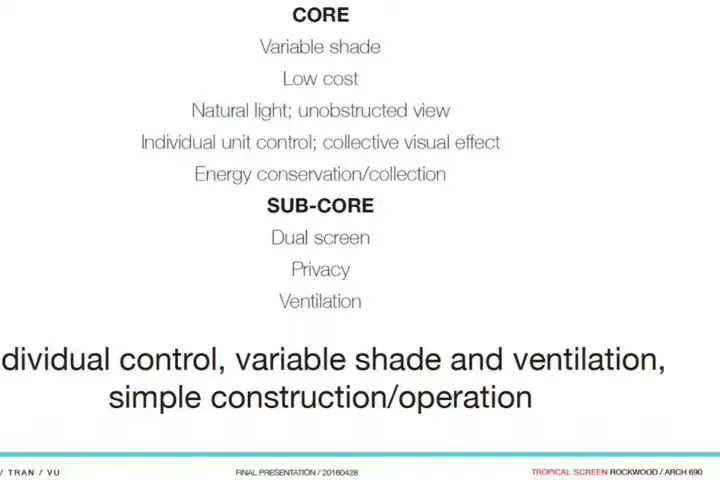 CORE
Variable shade
Low cost
Natural light; unobstructed view
Individual unit control; collective visual effect
Energy conservation/collection
SUB-CORE
Dual screen
Privacy
Ventilation
dividual control, variable shade and ventilation,
simple construction/operation
/ TRAN / VU FINAL PRESENTATION / 20160428 TROPICAL SCREEN ROCKWOOD / ARCH 690